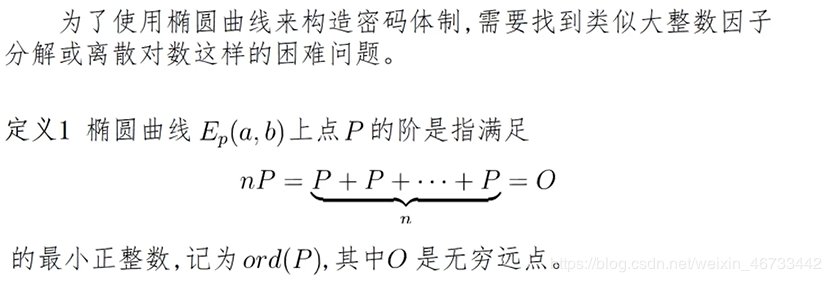 为了使用椭圆曲线来构造密码体制,需要找到类似大整数因子
分解或离散对数这样的困难问题。
定义1 椭圆曲线 Eₚ(a, b)上点P 的阶是指满足
nP = P + P + ··· + P = O
n
的最小正整数,记为 ord(P),其中O 是无穷远点。
https://blog.csdn.net/weixin_46733442